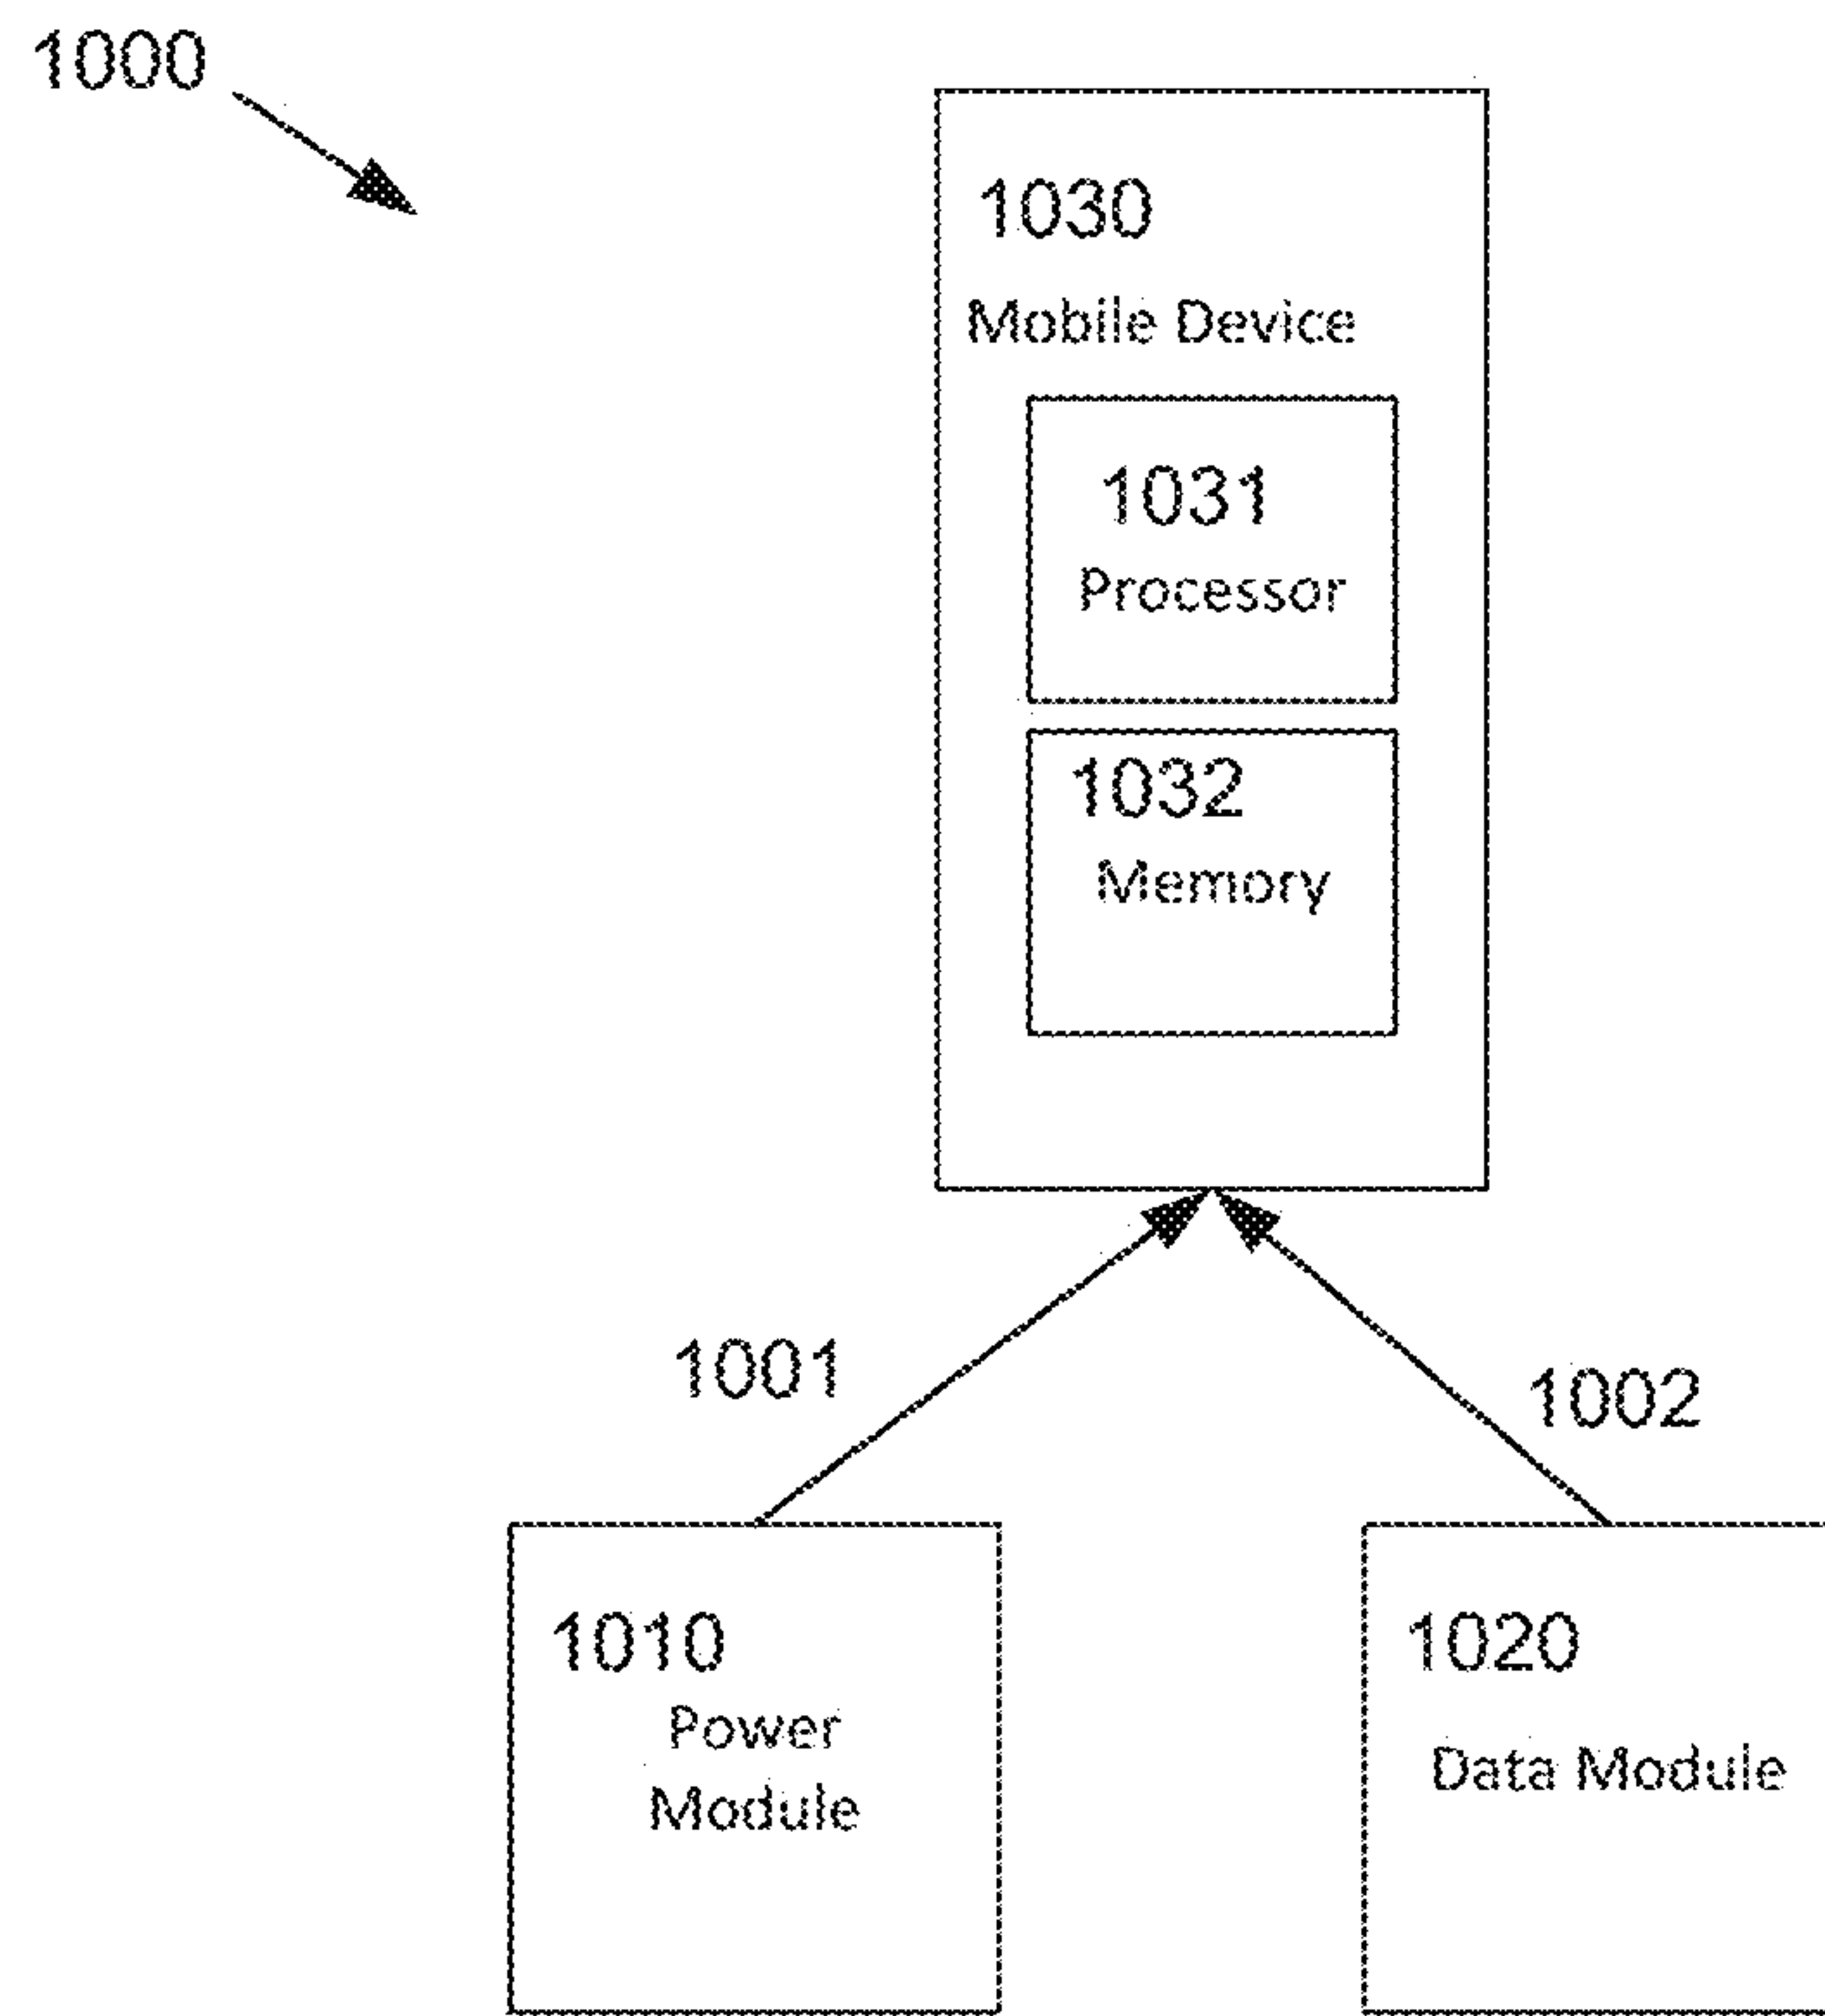 1000
1030
Mobile Device
1031
Processor
1032
Memory
1001
1002
1010
Power
Module
1020
Data Module